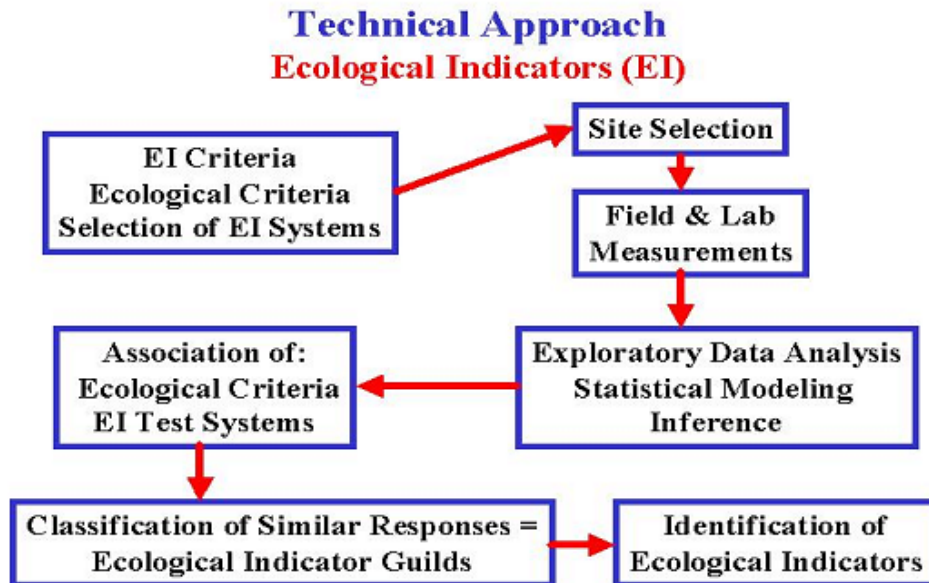 Technical Approach
Ecological Indicators (EI)
EI Criteria
Ecological Criteria
Selection of EI Systems
Site Selection
Field & Lab
Measurements
Exploratory Data Analysis
Statistical Modeling
Inference
Association of:
Ecological Criteria
EI Test Systems
Classification of Similar Responses =
Ecological Indicator Guilds
Identification of
Ecological Indicators